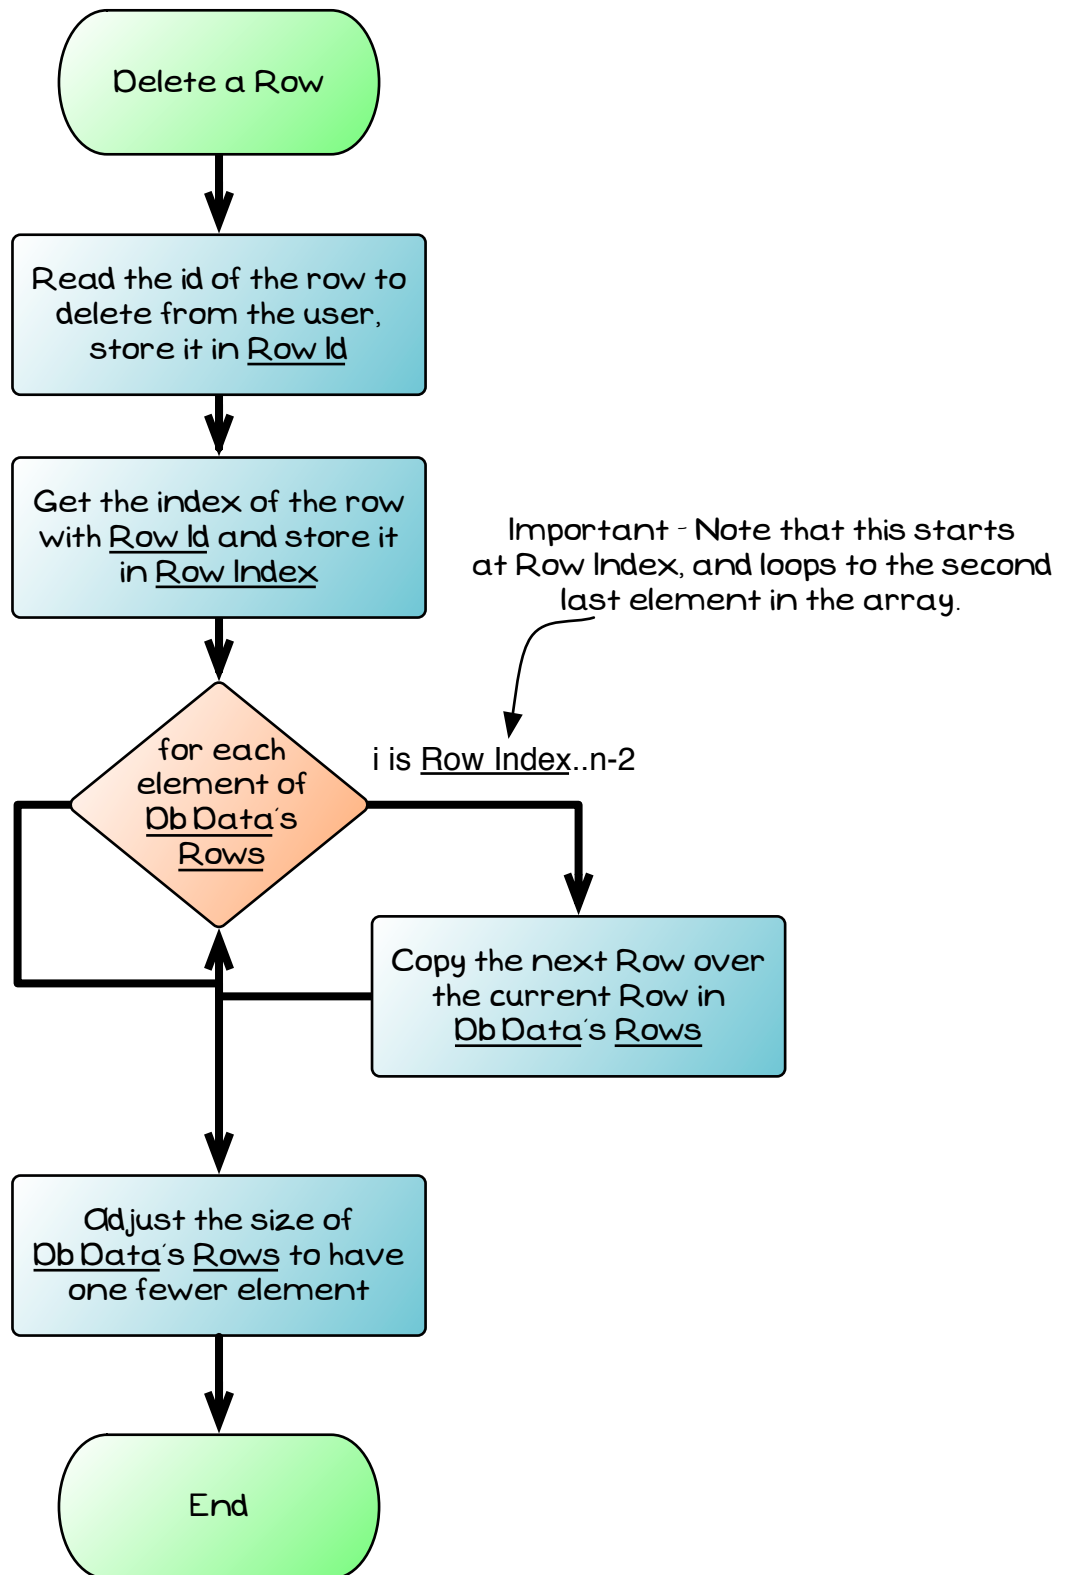 Delete a Row
Read the id of the row to
delete from the user,
store it in Row Id
Get the index of the row
with Row Id and store it
in Row Index
Important - Note that this starts
at Row Index, and loops to the second
last element in the array.
for each
element of
Db Data's
Rows
i is Row Index..n-2
Copy the next Row over
the current Row in
Db Data's Rows
Adjust the size of
Db Data's Rows to have
one fewer element
End